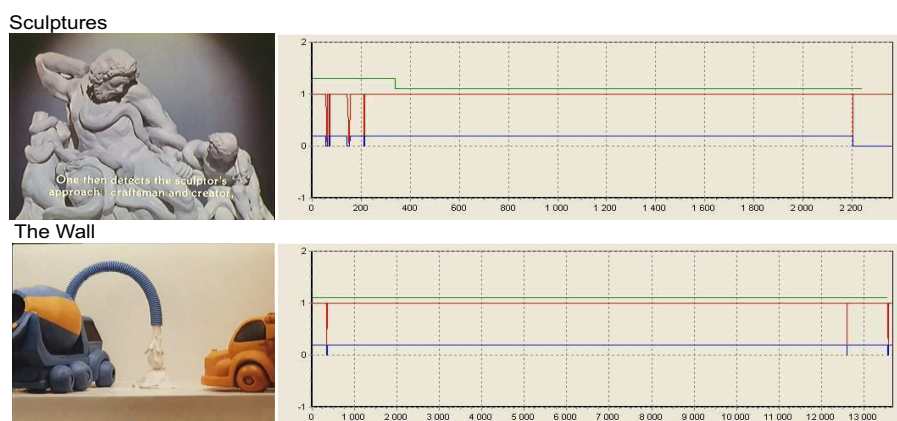 Sculptures
One then detects the sculptor's
approach : craftsman and creator,
2
1
0
-1
0 200 400 600 800 1 000 1 200 1 400 1 600 1 800 2 000 2 200
The Wall
2
1
0
-1
0 1 000 2 000 3 000 4 000 5 000 6 000 7 000 8 000 9 000 10 000 11 000 12 000 13 000